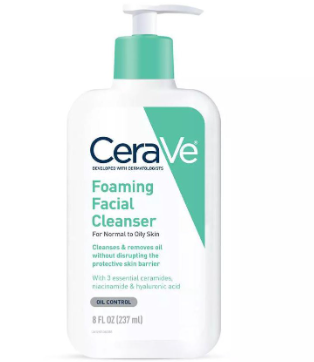 CeraVe
DEVELOPED WITH DERMATOLOGISTS
Foaming
Facial
Cleanser
For Normal to Oily Skin
Cleanses & removes oil
without disrupting the
protective skin barrier
With 3 essential ceramides,
niacinamide & hyaluronic acid
OIL CONTROL
8 FL OZ (237 ml)